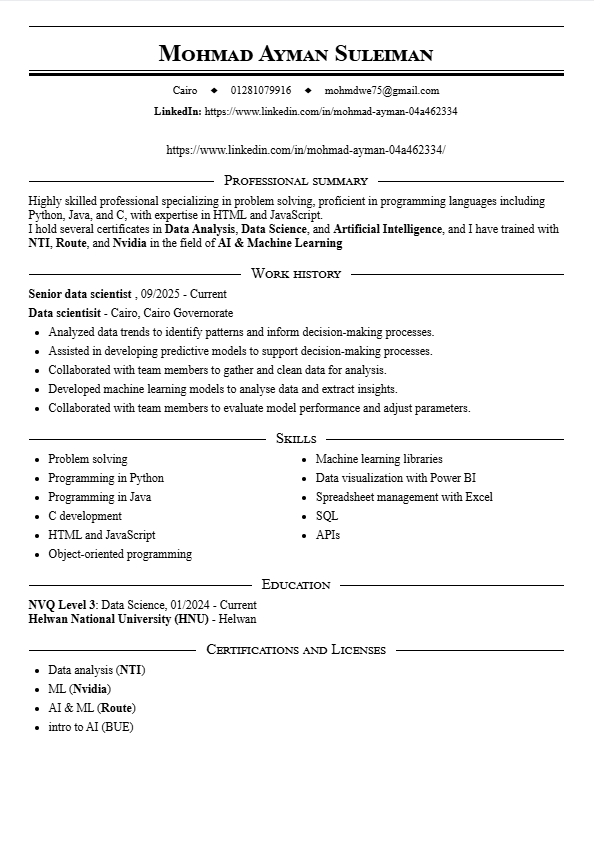 Mohmad Ayman Suleiman
Cairo ◆ 01281079916 ◆ mohmdwe75@gmail.com
LinkedIn: https://www.linkedin.com/in/mohmad-ayman-04a462334
https://www.linkedin.com/in/mohmad-ayman-04a462334/
Professional summary
Highly skilled professional specializing in problem solving, proficient in programming languages including
Python, Java, and C, with expertise in HTML and JavaScript.
I hold several certificates in Data Analysis, Data Science, and Artificial Intelligence, and I have trained with
NTI, Route, and Nvidia in the field of AI & Machine Learning
Work history
Senior data scientist , 09/2025 - Current
Data scientisit - Cairo, Cairo Governorate
• Analyzed data trends to identify patterns and inform decision-making processes.
• Assisted in developing predictive models to support decision-making processes.
• Collaborated with team members to gather and clean data for analysis.
• Developed machine learning models to analyse data and extract insights.
• Collaborated with team members to evaluate model performance and adjust parameters.
Skills
• Problem solving
• Programming in Python
• Programming in Java
• C development
• HTML and JavaScript
• Object-oriented programming
• Machine learning libraries
• Data visualization with Power BI
• Spreadsheet management with Excel
• SQL
• APIs
Education
NVQ Level 3: Data Science, 01/2024 - Current
Helwan National University (HNU) - Helwan
Certifications and Licenses
• Data analysis (NTI)
• ML (Nvidia)
• AI & ML (Route)
• intro to AI (BUE)